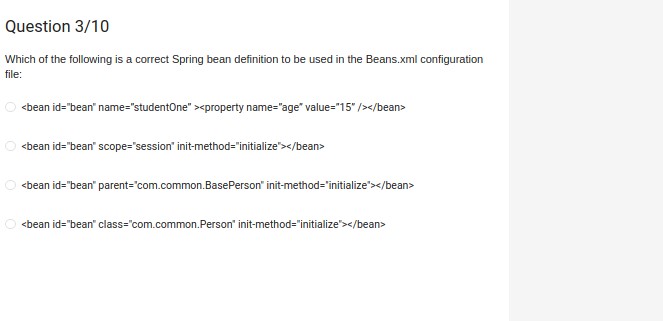 Question 3/10
Which of the following is a correct Spring bean definition to be used in the Beans.xml configuration
file:
<bean id="bean" name="studentOne" ><property name="age" value="15" /></bean>
<bean id="bean" scope="session" init-method="initialize"></bean>
<bean id="bean" parent="com.common.BasePerson" init-method="initialize"></bean>
<bean id="bean" class="com.common.Person" init-method="initialize"></bean>